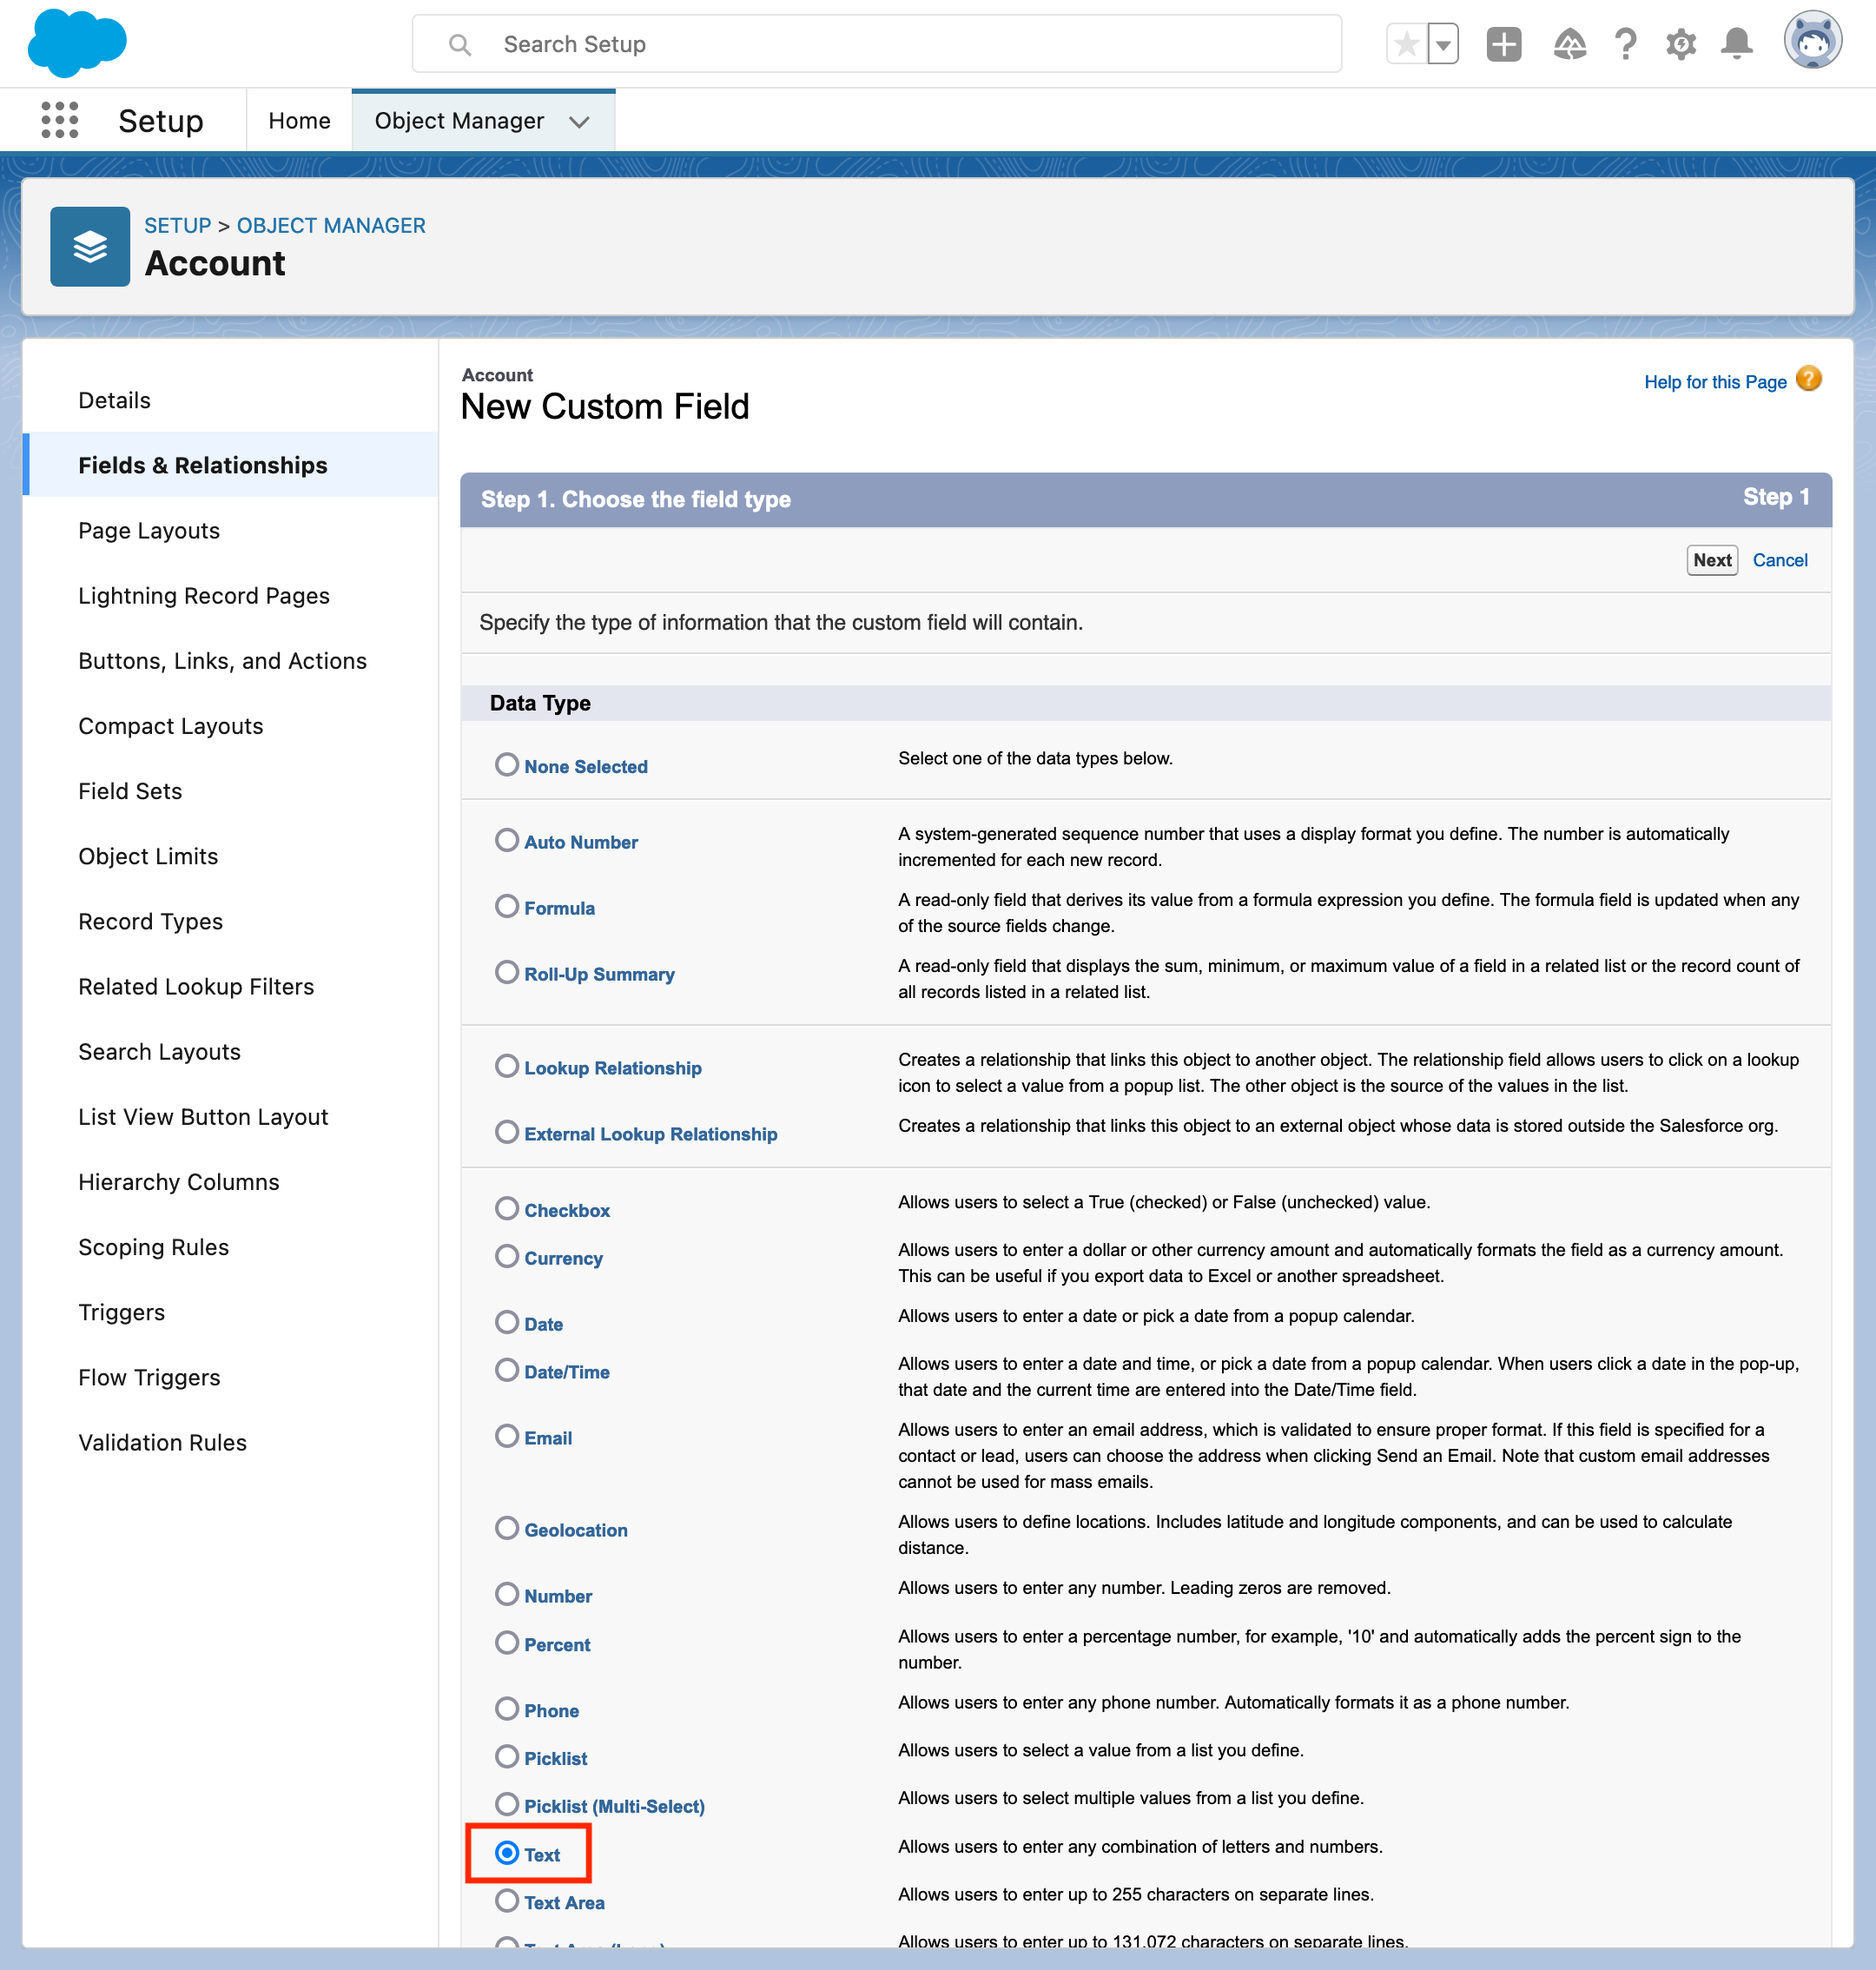 Search Setup
Setup
Home
Object Manager
SETUP > OBJECT MANAGER
Account
Details
Fields & Relationships
Page Layouts
Lightning Record Pages
Buttons, Links, and Actions
Compact Layouts
Field Sets
Object Limits
Record Types
Related Lookup Filters
Search Layouts
List View Button Layout
Hierarchy Columns
Scoping Rules
Triggers
Flow Triggers
Validation Rules
Account
New Custom Field
Help for this Page ?
Step 1. Choose the field type
Step 1
Next Cancel
Specify the type of information that the custom field will contain.
Data Type
None Selected
Select one of the data types below.
Auto Number
A system-generated sequence number that uses a display format you define. The number is automatically
incremented for each new record.
Formula
A read-only field that derives its value from a formula expression you define. The formula field is updated when any
of the source fields change.
Roll-Up Summary
A read-only field that displays the sum, minimum, or maximum value of a field in a related list or the record count of
all records listed in a related list.
Lookup Relationship
Creates a relationship that links this object to another object. The relationship field allows users to click on a lookup
icon to select a value from a popup list. The other object is the source of the values in the list.
External Lookup Relationship
Creates a relationship that links this object to an external object whose data is stored outside the Salesforce org.
Checkbox
Allows users to select a True (checked) or False (unchecked) value.
Currency
Allows users to enter a dollar or other currency amount and automatically formats the field as a currency amount.
This can be useful if you export data to Excel or another spreadsheet.
Date
Allows users to enter a date or pick a date from a popup calendar.
Date/Time
Allows users to enter a date and time, or pick a date from a popup calendar. When users click a date in the pop-up,
that date and the current time are entered into the Date/Time field.
Email
Allows users to enter an email address, which is validated to ensure proper format. If this field is specified for a
contact or lead, users can choose the address when clicking Send an Email. Note that custom email addresses
cannot be used for mass emails.
Geolocation
Allows users to define locations. Includes latitude and longitude components, and can be used to calculate
distance.
Number
Allows users to enter any number. Leading zeros are removed.
Percent
Allows users to enter a percentage number, for example, '10' and automatically adds the percent sign to the
number.
Phone
Allows users to enter any phone number. Automatically formats it as a phone number.
Picklist
Allows users to select a value from a list you define.
Picklist (Multi-Select)
Allows users to select multiple values from a list you define.
Text
Allows users to enter any combination of letters and numbers.
Text Area
Allows users to enter up to 255 characters on separate lines.
Text Area (Long)
Allows users to enter up to 131,072 characters on separate lines.